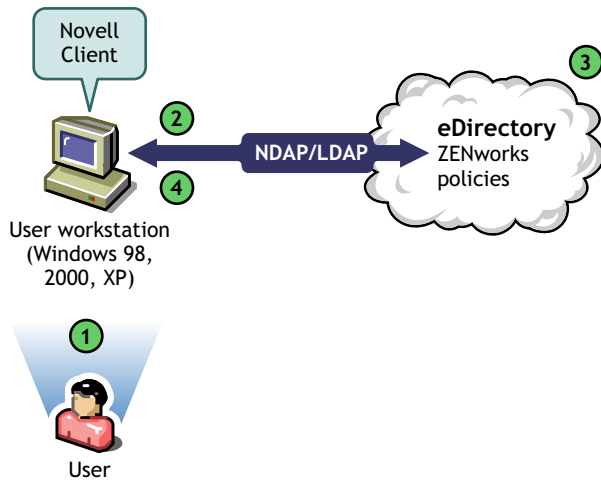 Novell
Client
3
2
eDirectory
ZENworks
policies
NDAP/LDAP
4
User workstation
(Windows 98,
2000, XP)
1
User